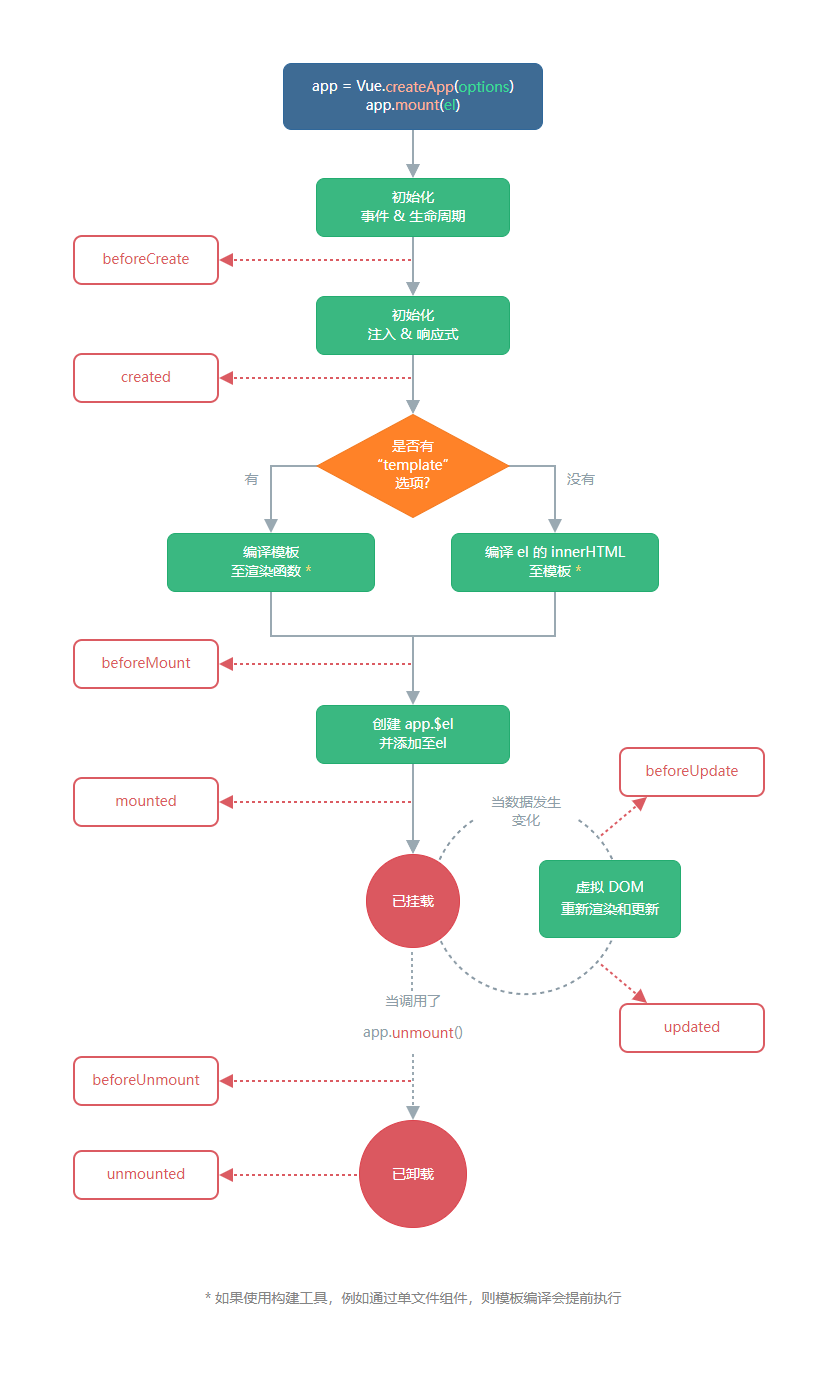 app = Vue.createApp(options)
app.mount(el)
初始化
事件 & 生命周期
beforeCreate
初始化
注入 & 响应式
created
是否有
“template”
选项?
有
没有
编译模板
至渲染函数 *
编译 el 的 innerHTML
至模板 *
beforeMount
创建 app.$el
并添加至el
mounted
当数据发生
变化
beforeUpdate
已挂载
虚拟 DOM
重新渲染和更新
updated
当调用了
app.unmount()
beforeUnmount
已卸载
unmounted
* 如果使用构建工具，例如通过单文件组件，则模板编译会提前执行